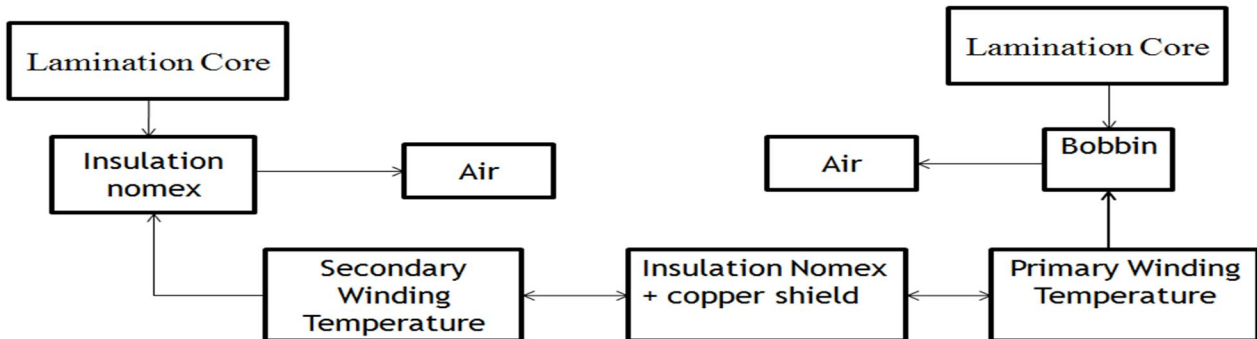 Lamination Core
Lamination Core
Insulation
nomex
Air
Air
Bobbin
Secondary
Winding
Temperature
Insulation Nomex
+ copper shield
Primary Winding
Temperature